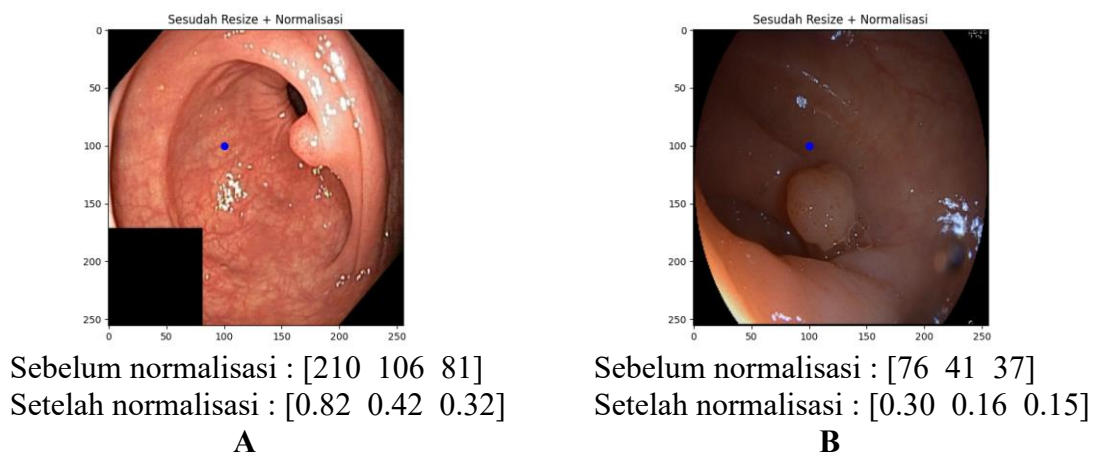 Sesudah Resize + Normalisasi
0
50
100
150
200
250
0 50 100 150 200 250
Sebelum normalisasi : [210 106 81]
Setelah normalisasi : [0.82 0.42 0.32]
A
Sesudah Resize + Normalisasi
0
50
100
150
200
250
0 50 100 150 200 250
Sebelum normalisasi : [76 41 37]
Setelah normalisasi : [0.30 0.16 0.15]
B